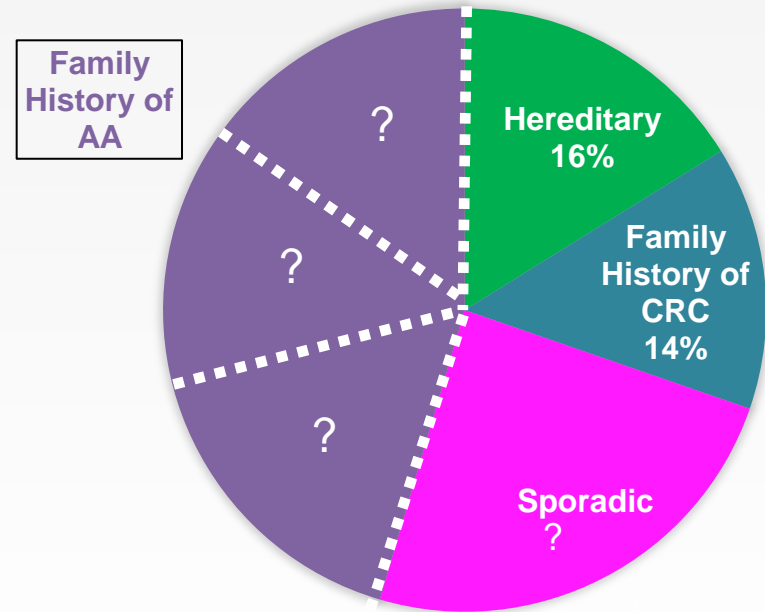 Family
History of
AA
?
Hereditary
16%
?
Family
History of
CRC
14%
?
Sporadic
?